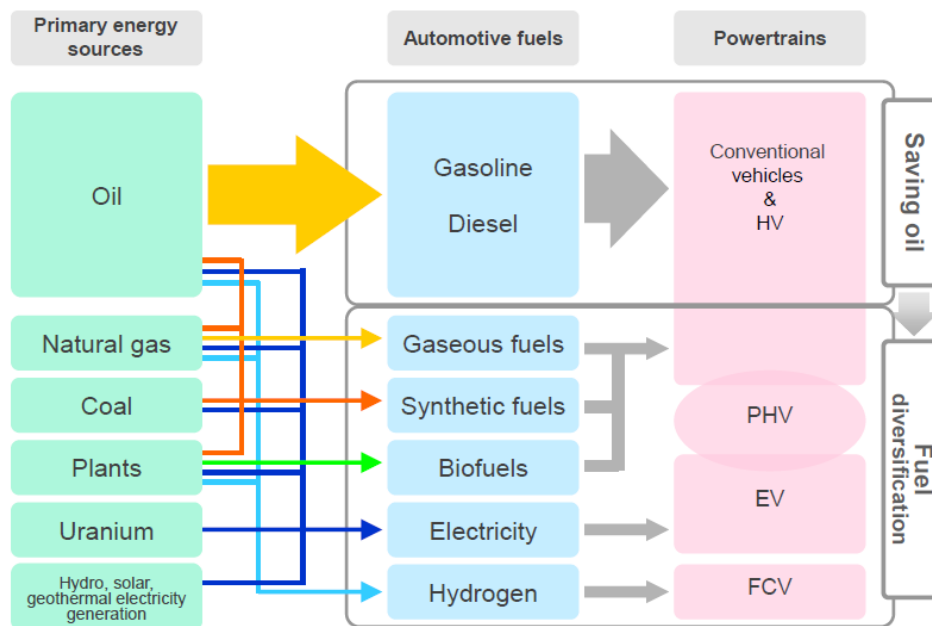 Primary energy
sources
Automotive fuels
Powertrains
Oil
Gasoline
Diesel
Conventional
vehicles
&
HV
Saving oil
Natural gas
Gaseous fuels
Coal
Synthetic fuels
PHV
Plants
Biofuels
Fuel
diversification
Uranium
Electricity
EV
Hydro, solar,
geothermal electricity
generation
Hydrogen
FCV